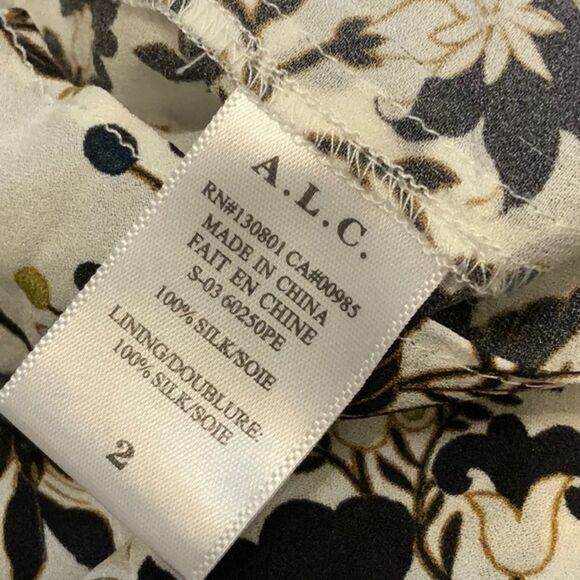 A.L.C.
RN#130801 CA#00985
MADE IN CHINA
FAIT EN CHINE
S-03 60250PE
100% SILK/SOIE
LINING/DOUBLURE:
100% SILK/SOIE
2